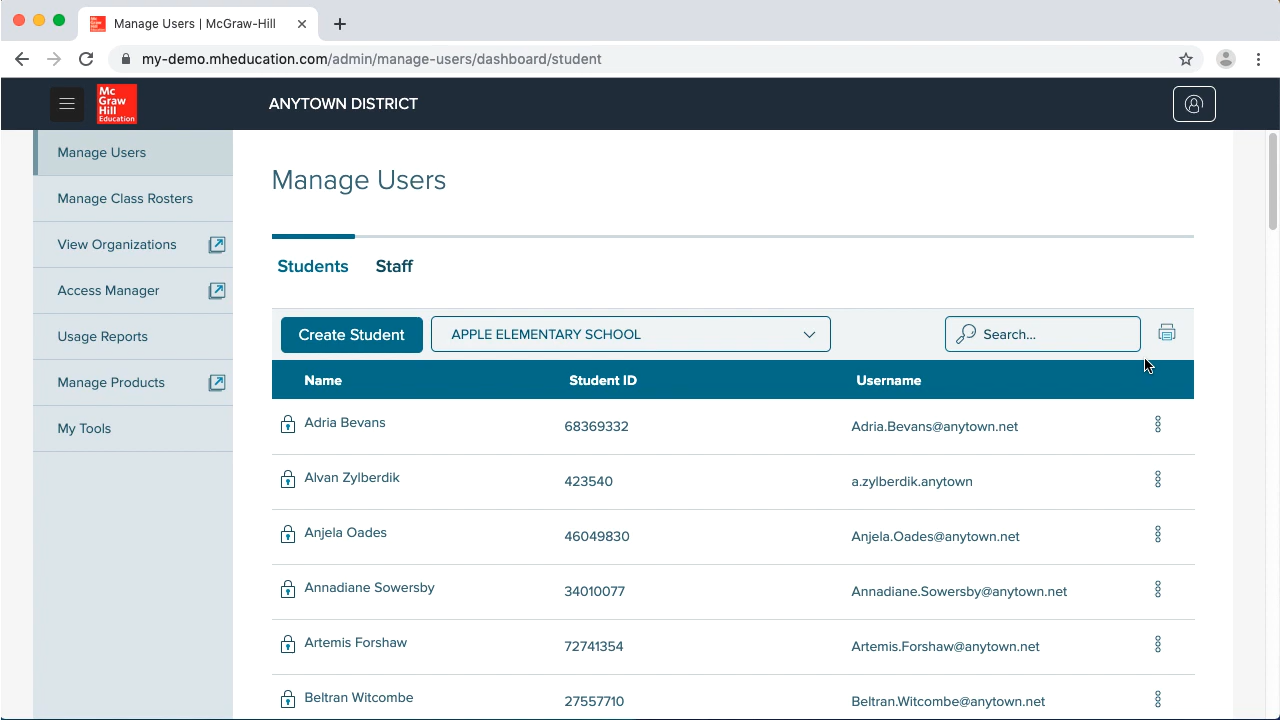 Manage Users | McGraw-Hill
my-demo.mheducation.com/admin/manage-users/dashboard/student
Mc
Graw
Hill
Education
ANYTOWN DISTRICT
Manage Users
Manage Class Rosters
View Organizations
Access Manager
Usage Reports
Manage Products
My Tools
Manage Users
Students Staff
Create Student APPLE ELEMENTARY SCHOOL Search...
Name Student ID Username
Adria Bevans 68369332 Adria.Bevans@anytown.net
Alvan Zylberdik 423540 a.zylberdik.anytown
Anjela Oades 46049830 Anjela.Oades@anytown.net
Annadiane Sowersby 34010077 Annadiane.Sowersby@anytown.net
Artemis Forshaw 72741354 Artemis.Forshaw@anytown.net
Beltran Witcombe 27557710 Beltran.Witcombe@anytown.net